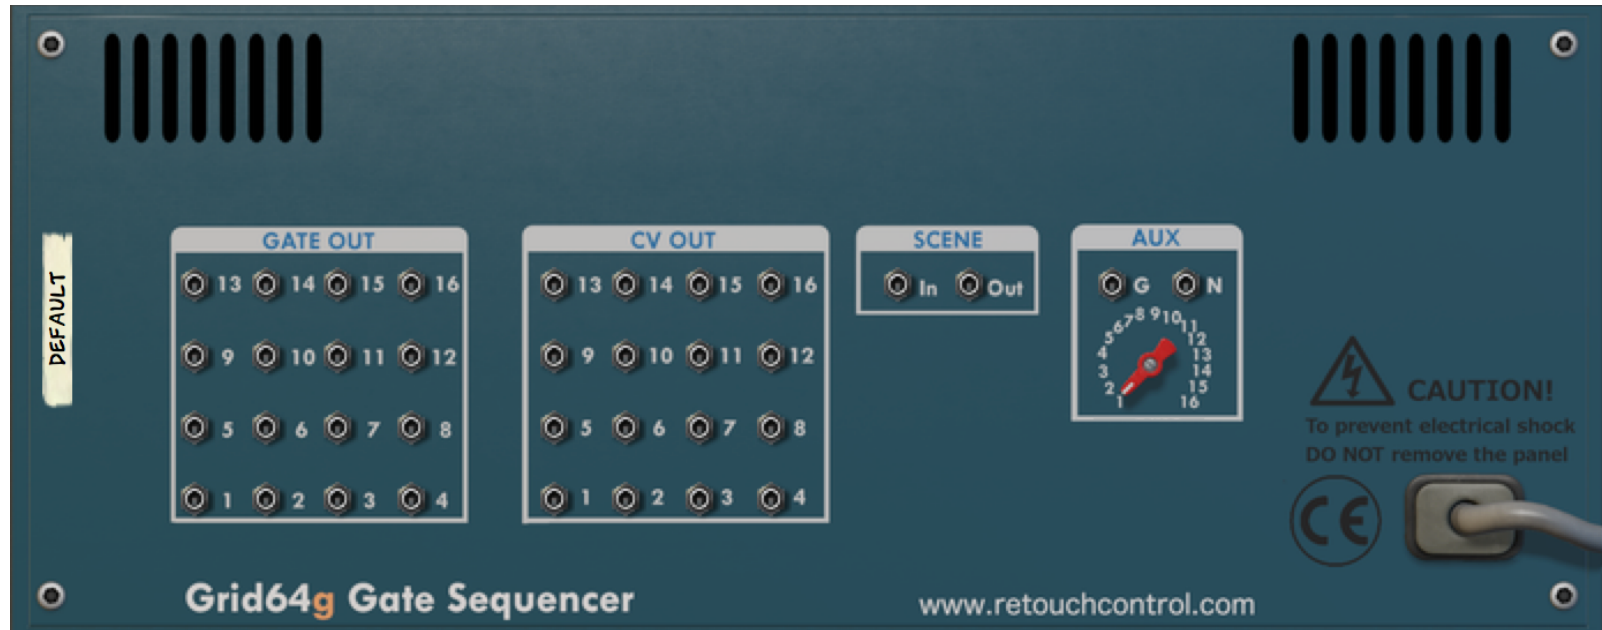 DEFAULT
GATE OUT
13 14 15 16
9 10 11 12
5 6 7 8
1 2 3 4
CV OUT
13 14 15 16
9 10 11 12
5 6 7 8
1 2 3 4
SCENE
In Out
AUX
G N
1 2 3 4 5 6 7 8 9 10 11 12 13 14 15 16
CAUTION!
To prevent electrical shock
DO NOT remove the panel
CE
Grid64g Gate Sequencer
www.retouchcontrol.com